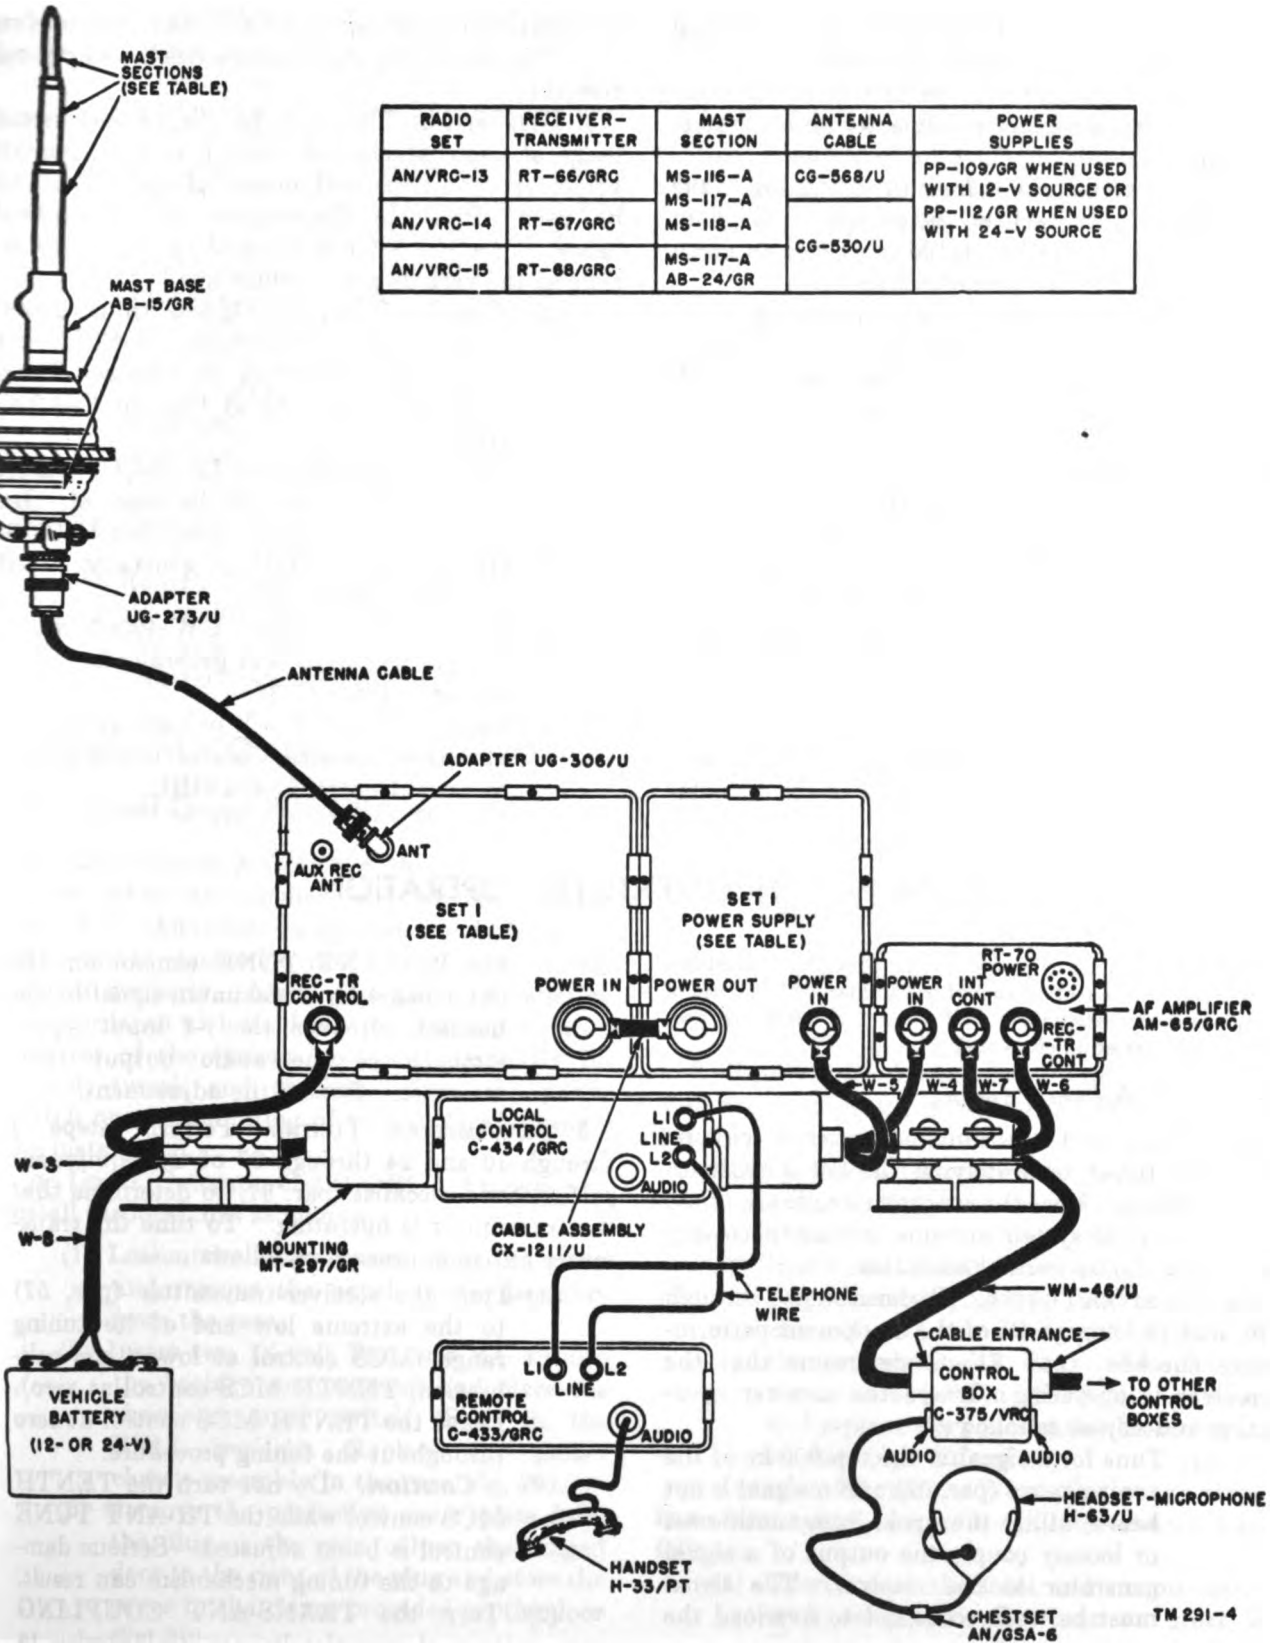 MAST
SECTIONS
(SEE TABLE)
RADIO SET | RECEIVER-TRANSMITTER | MAST SECTION | ANTENNA CABLE | POWER SUPPLIES
AN/VRC-13 | RT-66/GRC | MS-116-A | CG-568/U | PP-109/GR WHEN USED
WITH 12-V SOURCE OR
MS-117-A
PP-112/GR WHEN USED
WITH 24-V SOURCE
AN/VRC-14 | RT-67/GRC | MS-118-A
CG-530/U
AN/VRC-15 | RT-68/GRC | MS-117-A
AB-24/GR
MAST BASE
AB-15/GR
ADAPTER
UG-273/U
ANTENNA CABLE
ADAPTER UG-306/U
ANT
AUX REC
ANT
SET 1
(SEE TABLE)
SET 1
POWER SUPPLY
(SEE TABLE)
REC-TR
CONTROL
POWER IN
POWER OUT
POWER
IN
RT-70
POWER
POWER
IN
INT
CONT
REC-
-TR
CONT
AF AMPLIFIER
AM-65/GRC
W-5
W-4
W-7
W-6
LOCAL
CONTROL
C-434/GRC
L1
LINE
L2
AUDIO
W-3
W-8
MOUNTING
MT-297/GR
CABLE ASSEMBLY
CX-1211/U
TELEPHONE
WIRE
WM-46/U
CABLE ENTRANCE
CONTROL
BOX
C-375/VRC
TO OTHER
CONTROL
BOXES
AUDIO
AUDIO
VEHICLE
BATTERY
(12- OR 24-V)
L1
L2
LINE
REMOTE
CONTROL
C-433/GRC
AUDIO
HEADSET-MICROPHONE
H-63/U
HANDSET
H-33/PT
CHESTSET
AN/GSA-6
TM 291-4